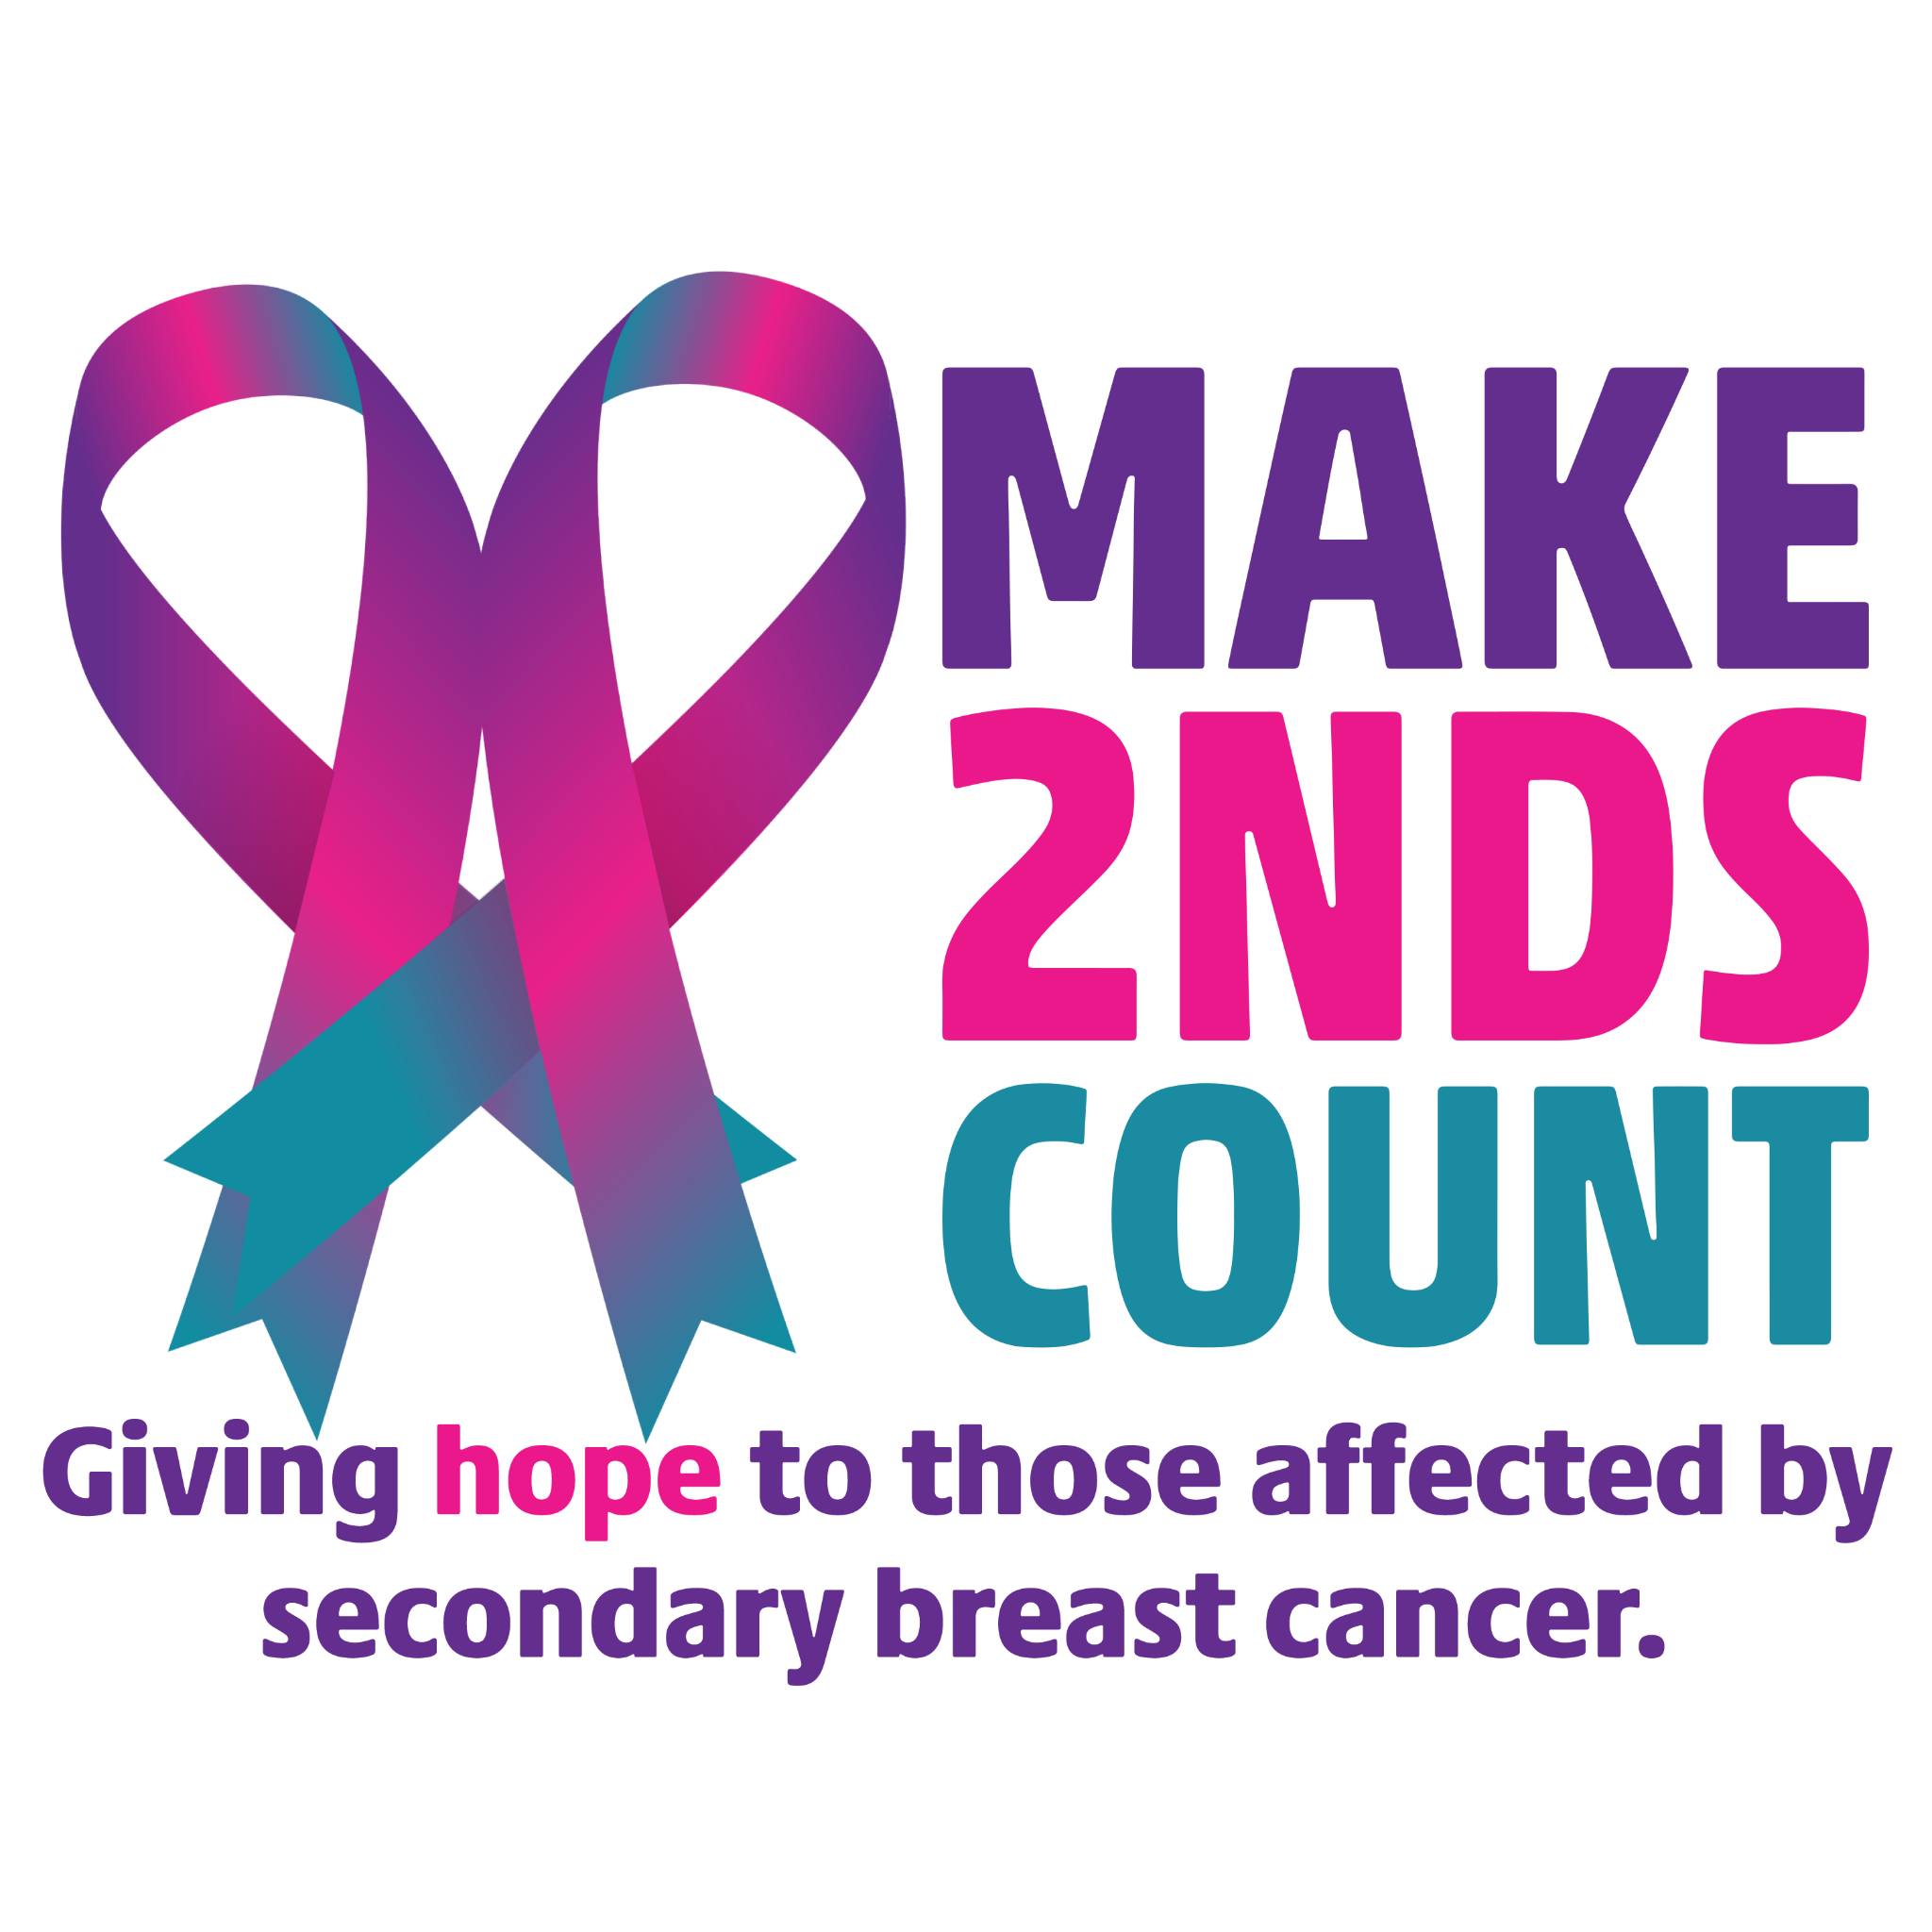 MAKE
2NDS
COUNT
Giving hope to those affected by
secondary breast cancer.